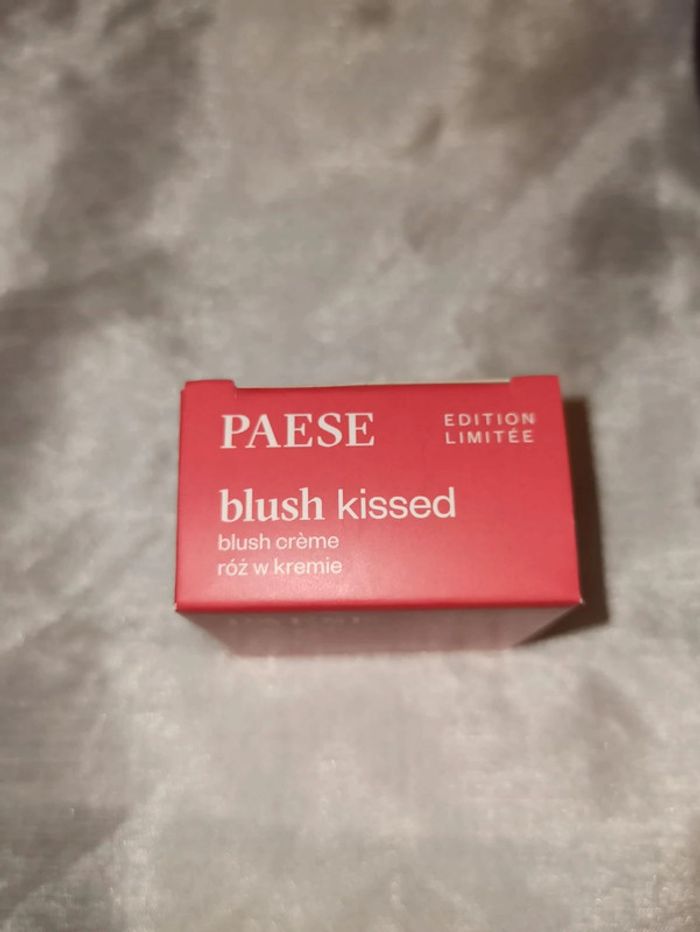 PAESE
EDITION
LIMITÉE
blush kissed
blush crème
róż w kremie